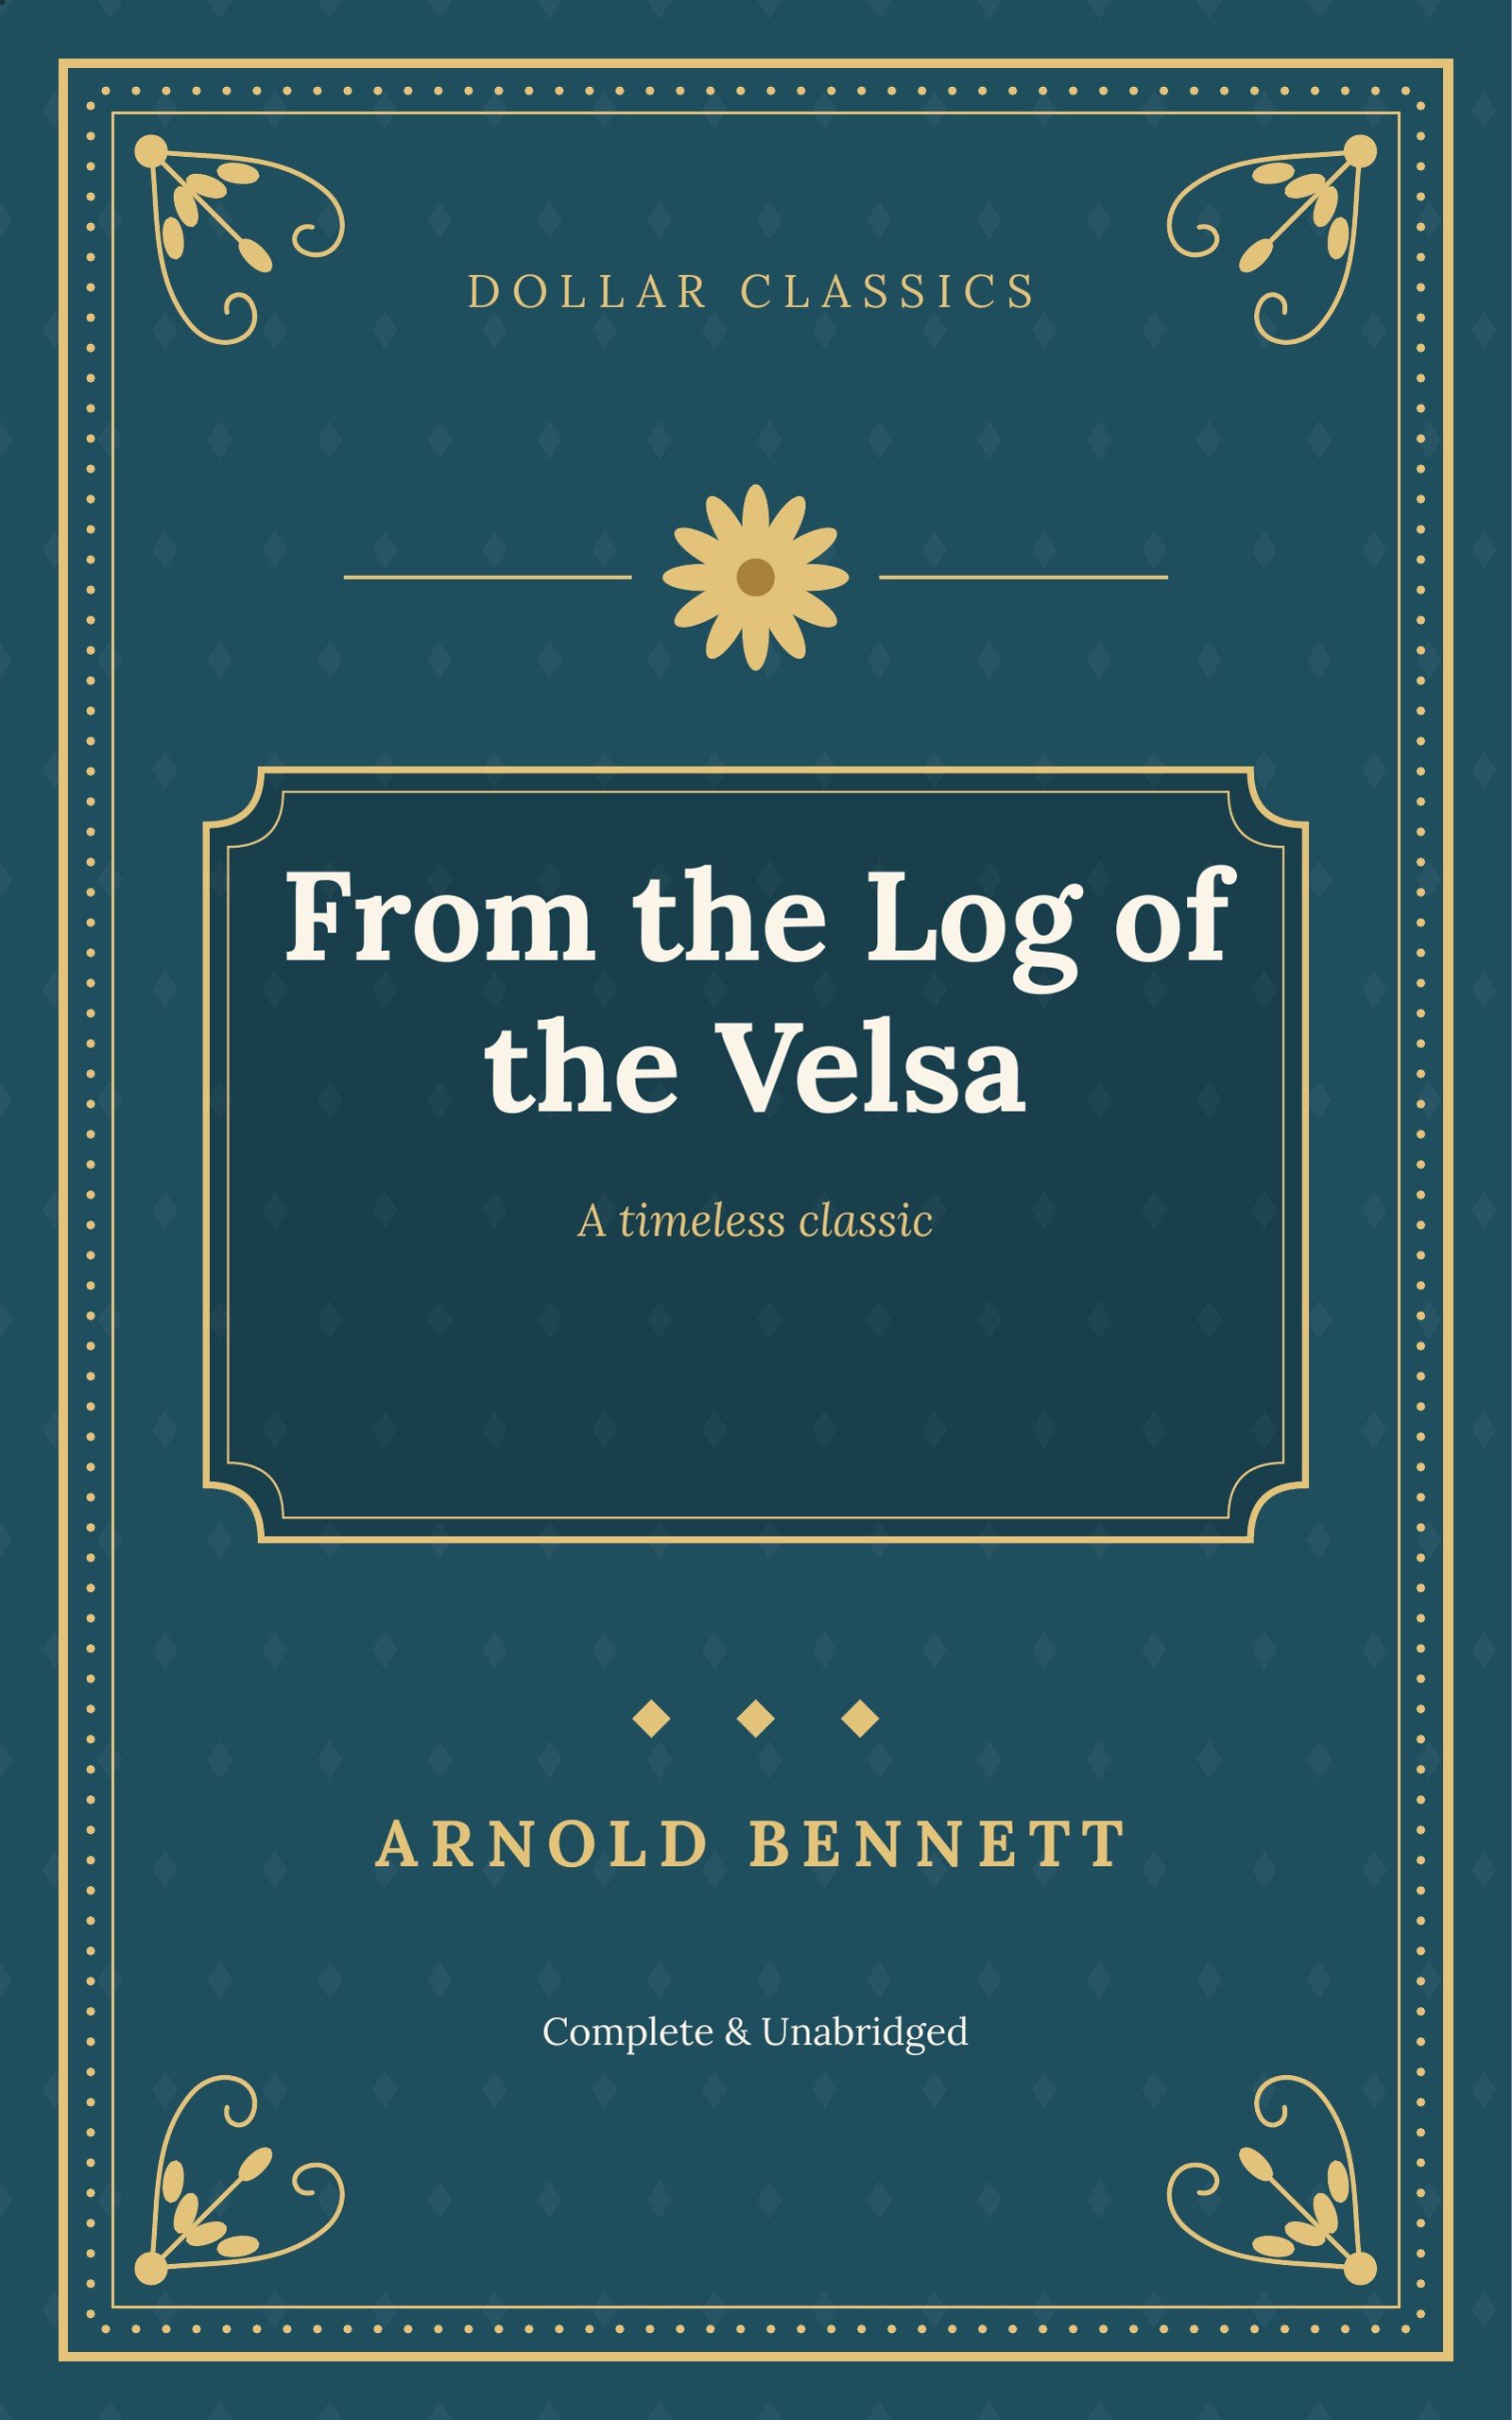 DOLLAR CLASSICS
From the Log of
the Velsa
A timeless classic
ARNOLD BENNETT
Complete & Unabridged